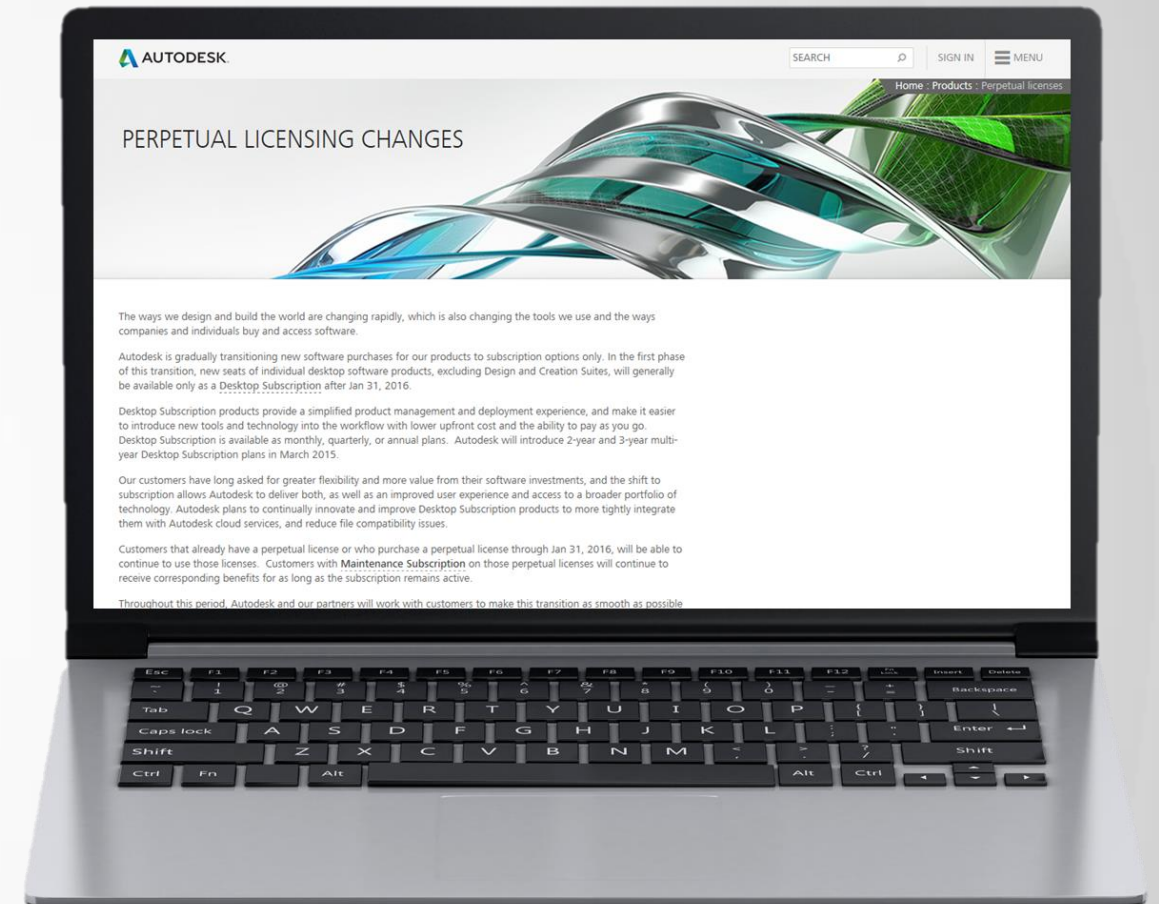 AUTODESK
SEARCH
SIGN IN
MENU
Home : Products : Perpetual licenses
PERPETUAL LICENSING CHANGES
The ways we design and build the world are changing rapidly, which is also changing the tools we use and the ways
companies and individuals buy and access software.
Autodesk is gradually transitioning new software purchases for our products to subscription options only. In the first phase
of this transition, new seats of individual desktop software products, excluding Design and Creation Suites, will generally
be available only as a Desktop Subscription after Jan 31, 2016.
Desktop Subscription products provide a simplified product management and deployment experience, and make it easier
to introduce new tools and technology into the workflow with lower upfront cost and the ability to pay as you go.
Desktop Subscription is available as monthly, quarterly, or annual plans.  Autodesk will introduce 2-year and 3-year multi-
year Desktop Subscription plans in March 2015.
Our customers have long asked for greater flexibility and more value from their software investments, and the shift to
subscription allows Autodesk to deliver both, as well as an improved user experience and access to a broader portfolio of
technology. Autodesk plans to continually innovate and improve Desktop Subscription products to more tightly integrate
them with Autodesk cloud services, and reduce file compatibility issues.
Customers that already have a perpetual license or who purchase a perpetual license through Jan 31, 2016, will be able to
continue to use those licenses.  Customers with Maintenance Subscription on those perpetual licenses will continue to
receive corresponding benefits for as long as the subscription remains active.
Throughout this period, Autodesk and our partners will work with customers to make this transition as smooth as possible
Esc F1 F2 F3 F4 F5 F6 F7 F8 F9 F10 F11 F12 Insert Delete
! @ # $ % ^ & * ( )
1 2 3 4 5 6 7 8 9 0 Backspace
Tab Q W E R T Y U I O P { } \
Caps lock A S D F G H J K L Enter
Shift Z X C V B N M ? / Shift
Ctrl Fn Alt Alt Ctrl